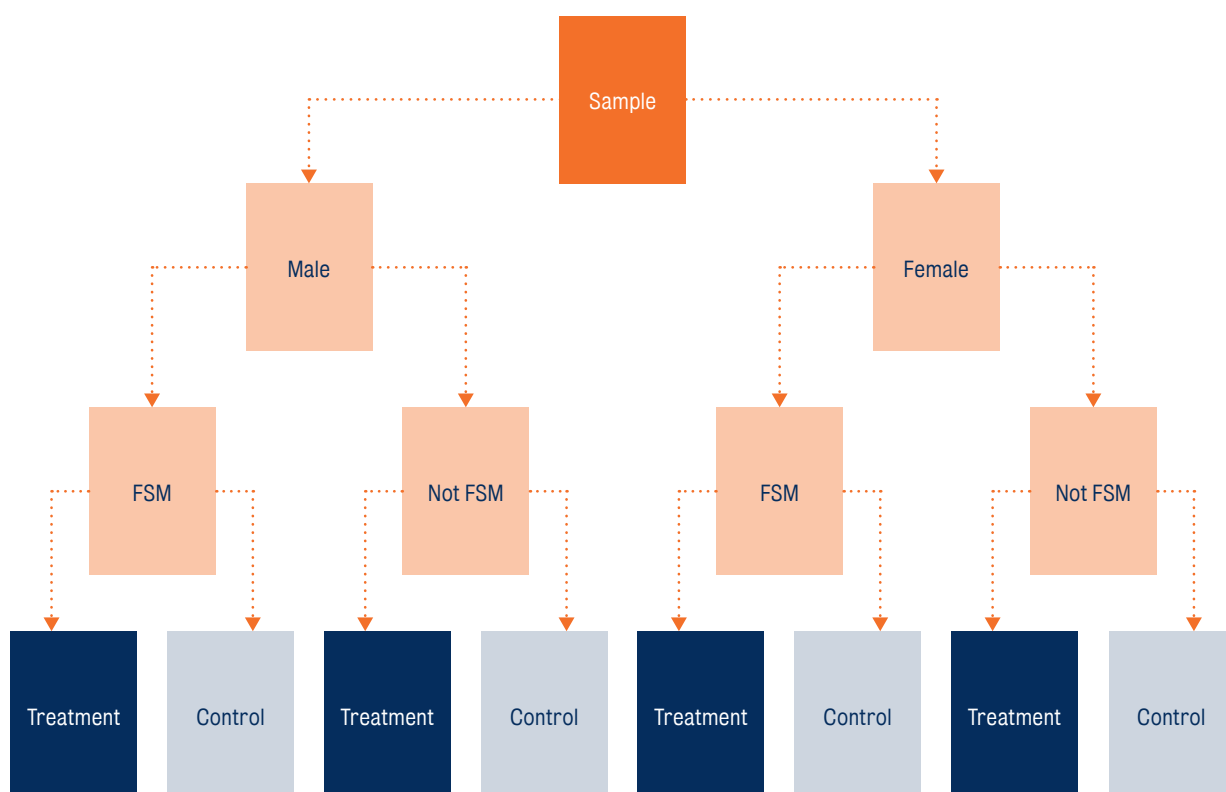 Sample
Male
Female
FSM
Not FSM
FSM
Not FSM
Treatment
Control
Treatment
Control
Treatment
Control
Treatment
Control